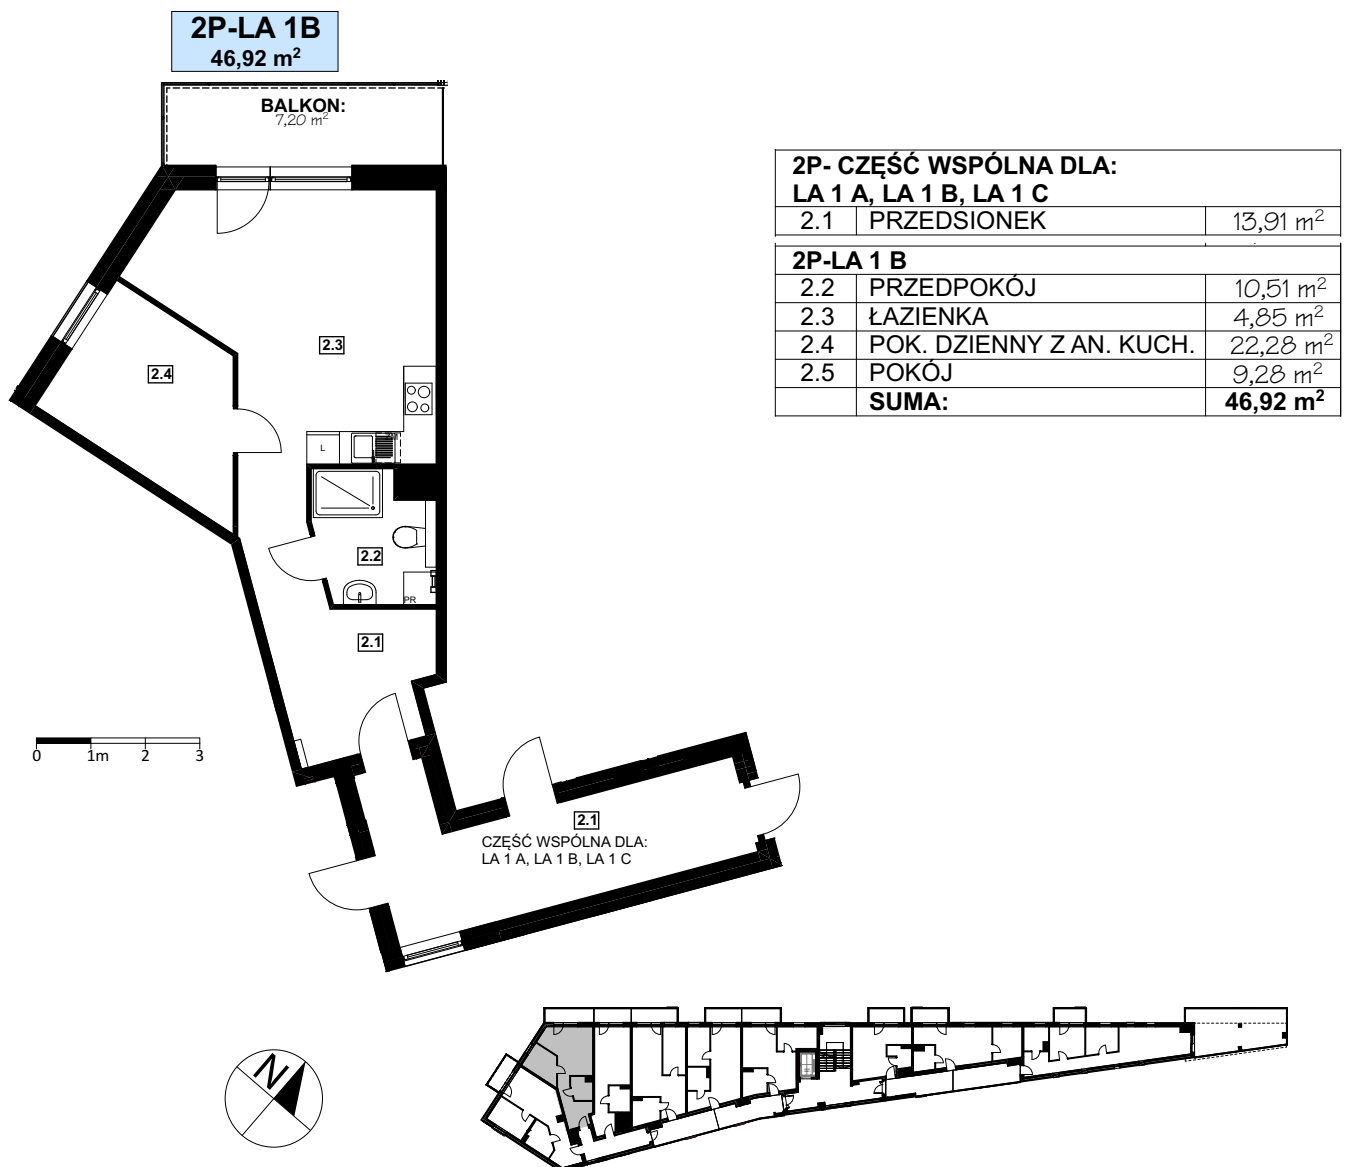 2P-LA 1B
46,92 m²
BALKON:
7,20 m²
2P- CZĘŚĆ WSPÓLNA DLA:
LA 1 A, LA 1 B, LA 1 C
2.1 PRZEDSIONEK 13,91 m²
2P-LA 1 B
2.2 PRZEDPOKÓJ 10,51 m²
2.3 ŁAZIENKA 4,85 m²
2.4 POK. DZIENNY Z AN. KUCH. 22,28 m²
2.5 POKÓJ 9,28 m²
SUMA: 46,92 m²
2.3
2.4
L
2.2
PR
2.1
0 1m 2 3
2.1
CZĘŚĆ WSPÓLNA DLA:
LA 1 A, LA 1 B, LA 1 C
N